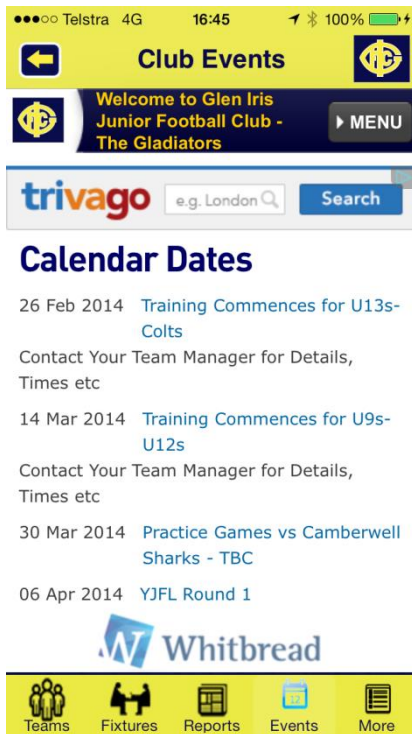 Telstra 4G 16:45 100%
Club Events
Welcome to Glen Iris
Junior Football Club -
The Gladiators
MENU
trivago e.g. London Search
Calendar Dates
26 Feb 2014 Training Commences for U13s-
Colts
Contact Your Team Manager for Details,
Times etc
14 Mar 2014 Training Commences for U9s-
U12s
Contact Your Team Manager for Details,
Times etc
30 Mar 2014 Practice Games vs Camberwell
Sharks - TBC
06 Apr 2014 YJFL Round 1
W Whitbread
12
Teams Fixtures Reports Events More